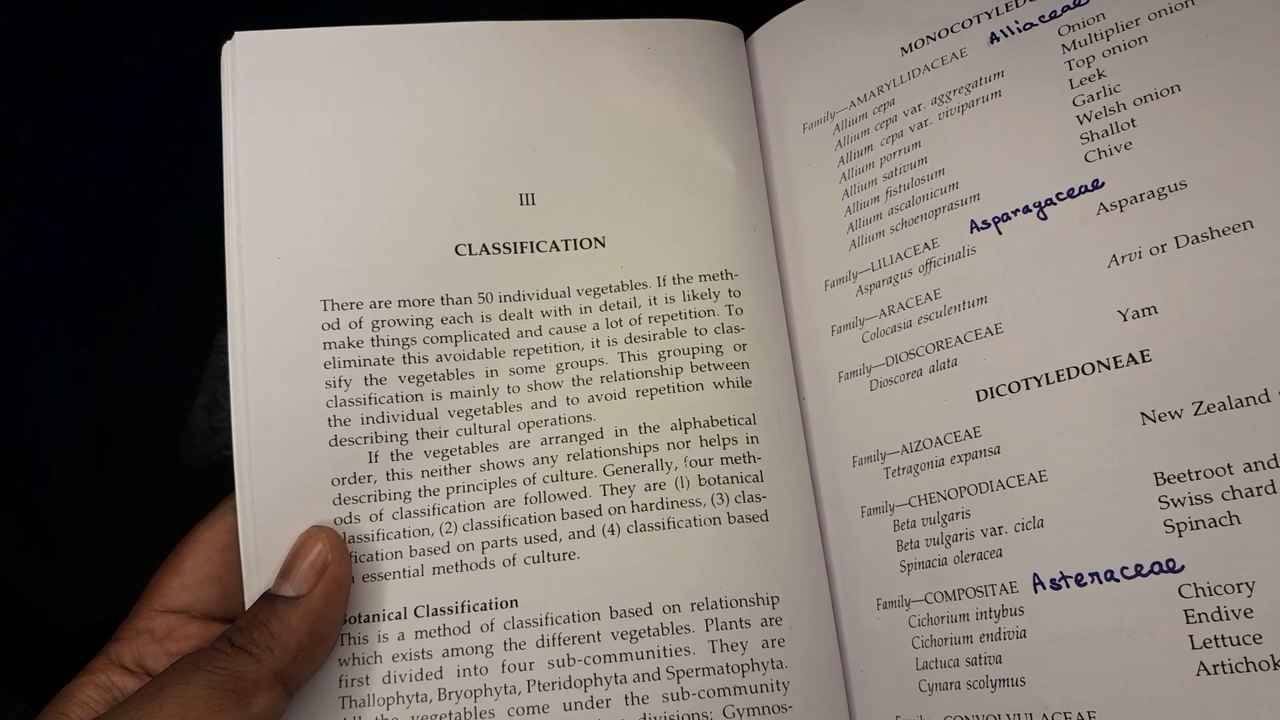 III
CLASSIFICATION
There are more than 50 individual vegetables. If the meth-
od of growing each is dealt with in detail, it is likely to
make things complicated and cause a lot of repetition. To
eliminate this avoidable repetition, it is desirable to clas-
sify the vegetables in some groups. This grouping or
classification is mainly to show the relationship between
the individual vegetables and to avoid repetition while
describing their cultural operations.
If the vegetables are arranged in the alphabetical
order, this neither shows any relationships nor helps in
describing the principles of culture. Generally, four meth-
ods of classification are followed. They are (1) botanical
classification, (2) classification based on hardiness, (3) clas-
fication based on parts used, and (4) classification based
essential methods of culture.
Botanical Classification
This is a method of classification based on relationship
which exists among the different vegetables. Plants are
first divided into four sub-communities. They are
Thallophyta, Bryophyta, Pteridophyta and Spermatophyta.
All the vegetables come under the sub-community
divisions: Gymnos-
MONOCOTYLED
Family—AMARYLLIDACEAE Alliaceae
Allium cepa Onion
Allium cepa var. aggregatum Multiplier onion
Allium cepa var. viviparum Top onion
Allium porrum Leek
Allium sativum Garlic
Allium fistulosum Welsh onion
Allium ascalonicum Shallot
Allium schoenoprasum Chive
Family—LILIACEAE Asparagaceae
Asparagus officinalis Asparagus
Family—ARACEAE
Colocasia esculentum Arvi or Dasheen
Family—DIOSCOREACEAE
Dioscorea alata Yam
DICOTYLEDONEAE
Family—AIZOACEAE
Tetragonia expansa New Zealand
Family—CHENOPODIACEAE
Beta vulgaris Beetroot and
Beta vulgaris var. cicla Swiss chard
Spinacia oleracea Spinach
Family—COMPOSITAE Asteraceae
Cichorium intybus Chicory
Cichorium endivia Endive
Lactuca sativa Lettuce
Cynara scolymus Artichok
Family—CONVOLVULACEAE